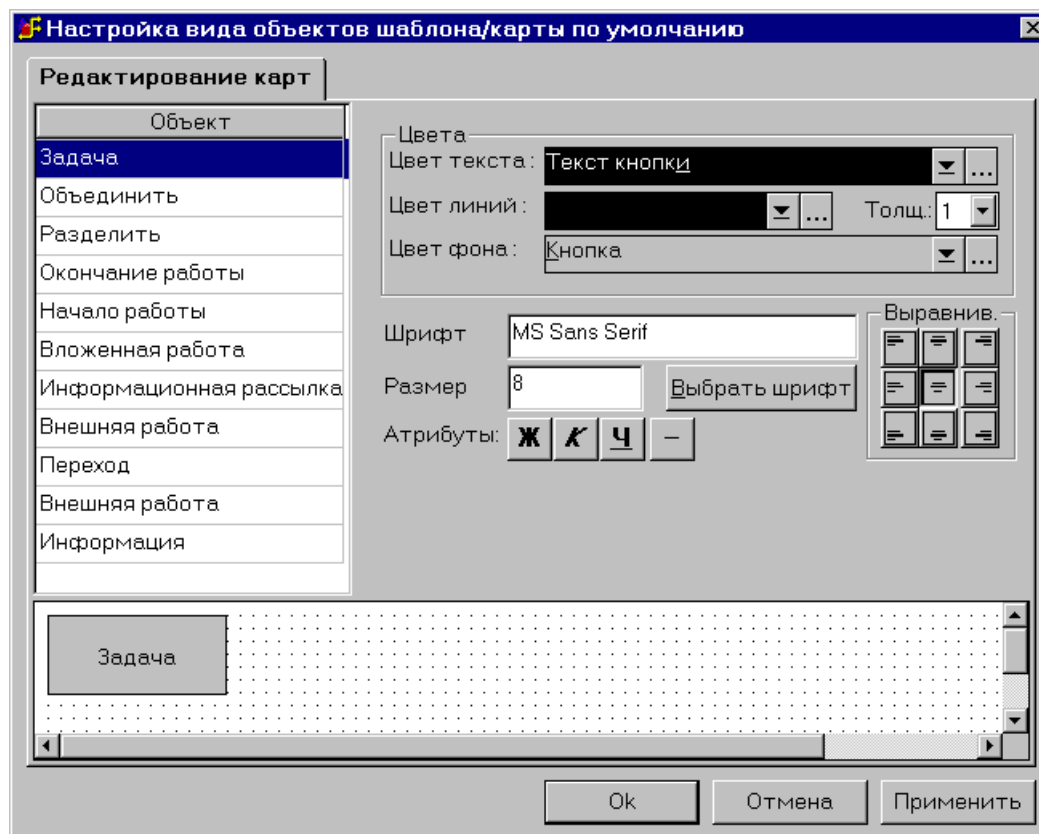 Настройка вида объектов шаблона/карты по умолчанию
Редактирование карт
Объект
Задача
Объединить
Разделить
Окончание работы
Начало работы
Вложенная работа
Информационная рассылка
Внешняя работа
Переход
Внешняя работа
Информация
Цвета
Цвет текста: Текст кнопки ...
Цвет линий: ... Толщ.: 1
Цвет фона: Кнопка ...
Шрифт MS Sans Serif
Размер 8 Выбрать шрифт
Атрибуты: Ж К Ч –
Выравнив.
Задача
Ok Отмена Применить